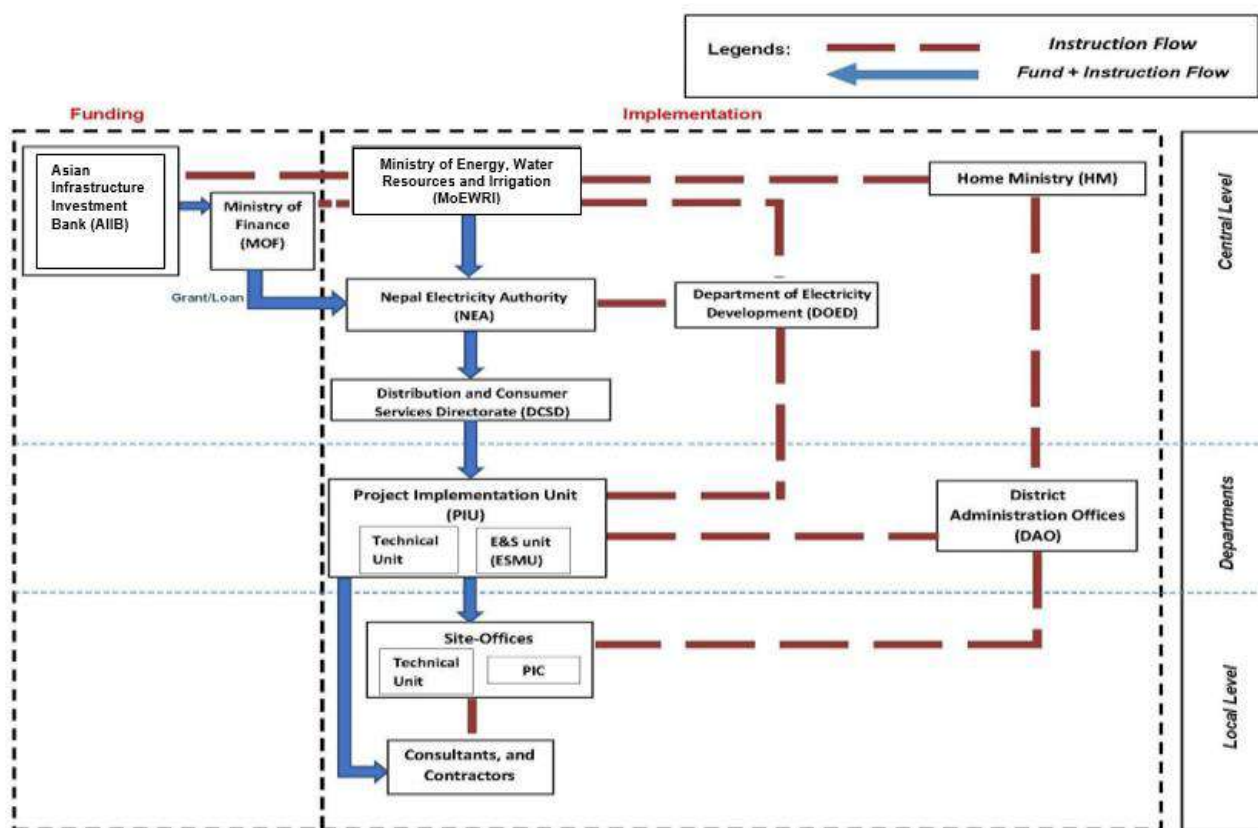 Legends:
Instruction Flow
Fund + Instruction Flow
Funding
Implementation
Asian
Infrastructure
Investment
Bank (AIIB)
Ministry of
Finance
(MOF)
Grant/Loan
Ministry of Energy, Water
Resources and Irrigation
(MoEWRI)
Home Ministry (HM)
Nepal Electricity Authority
(NEA)
Department of Electricity
Development (DOED)
Distribution and Consumer
Services Directorate (DCSD)
Central Level
Project Implementation Unit
(PIU)
Technical
Unit
E&S unit
(ESMU)
District
Administration Offices
(DAO)
Departments
Site-Offices
Technical
Unit
PIC
Consultants, and
Contractors
Local Level